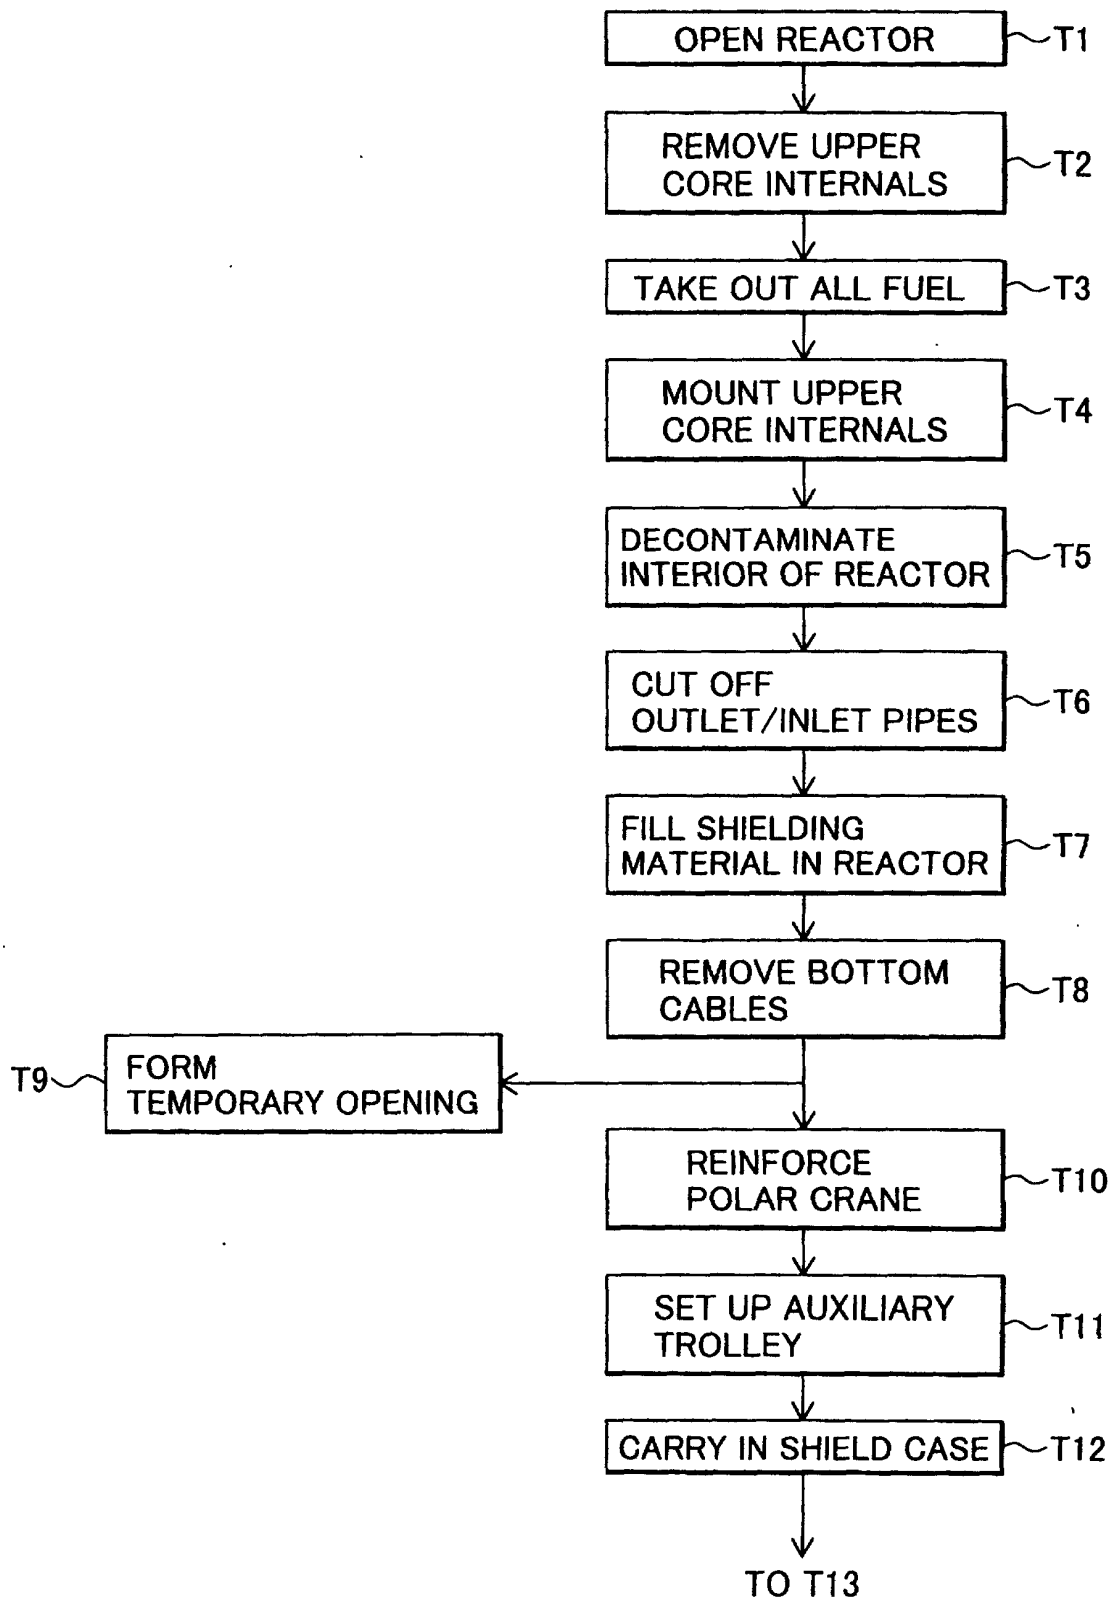 OPEN REACTOR
T1
REMOVE UPPER
CORE INTERNALS
T2
TAKE OUT ALL FUEL
T3
MOUNT UPPER
CORE INTERNALS
T4
DECONTAMINATE
INTERIOR OF REACTOR
T5
CUT OFF
OUTLET/INLET PIPES
T6
FILL SHIELDING
MATERIAL IN REACTOR
T7
REMOVE BOTTOM
CABLES
T8
T9
FORM
TEMPORARY OPENING
REINFORCE
POLAR CRANE
T10
SET UP AUXILIARY
TROLLEY
T11
CARRY IN SHIELD CASE
T12
TO T13